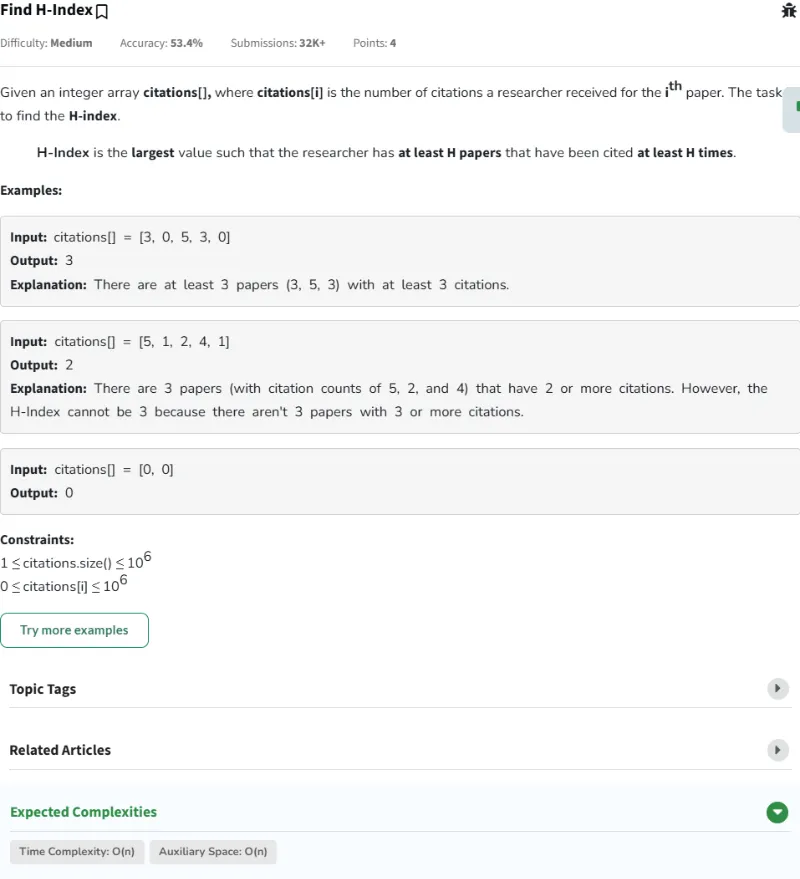 Find H-Index
Difficulty: Medium Accuracy: 53.4% Submissions: 32K+ Points: 4
Given an integer array citations[], where citations[i] is the number of citations a researcher received for the i^th paper. The task
to find the H-index.
H-Index is the largest value such that the researcher has at least H papers that have been cited at least H times.
Examples:
Input: citations[] = [3, 0, 5, 3, 0]
Output: 3
Explanation: There are at least 3 papers (3, 5, 3) with at least 3 citations.
Input: citations[] = [5, 1, 2, 4, 1]
Output: 2
Explanation: There are 3 papers (with citation counts of 5, 2, and 4) that have 2 or more citations. However, the
H-Index cannot be 3 because there aren't 3 papers with 3 or more citations.
Input: citations[] = [0, 0]
Output: 0
Constraints:
1 ≤ citations.size() ≤ 10^6
0 ≤ citations[i] ≤ 10^6
Try more examples
Topic Tags
Related Articles
Expected Complexities
Time Complexity: O(n) Auxiliary Space: O(n)